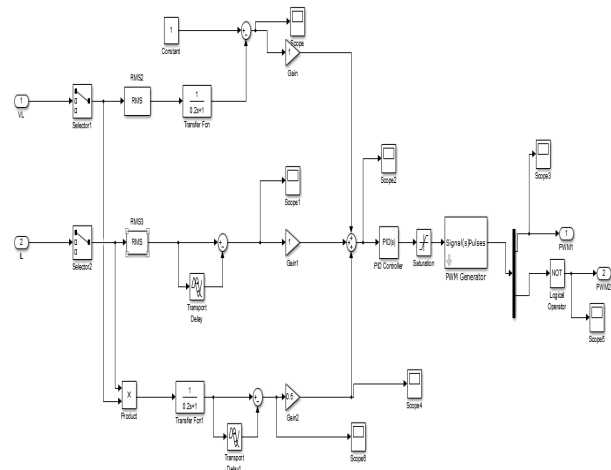 1
Constant
Scope
1
Gain
RMS2
1
VL
Selector1
RMS
1
0.2s+1
Transfer Fcn
Scope1
Scope2
Scope3
RMS3
2
IL
Selector2
RMS
Transport
Delay
1
Gain1
PID(s)
PID Controller
Saturation
Signal(s)Pulses
PWM Generator
1
PWM1
NOT
Logical
Operator
2
PWM2
Scope5
X
Product
1
0.2s+1
Transfer Fcn1
Transport
Delay1
0.5
Gain2
Scope4
Scope6